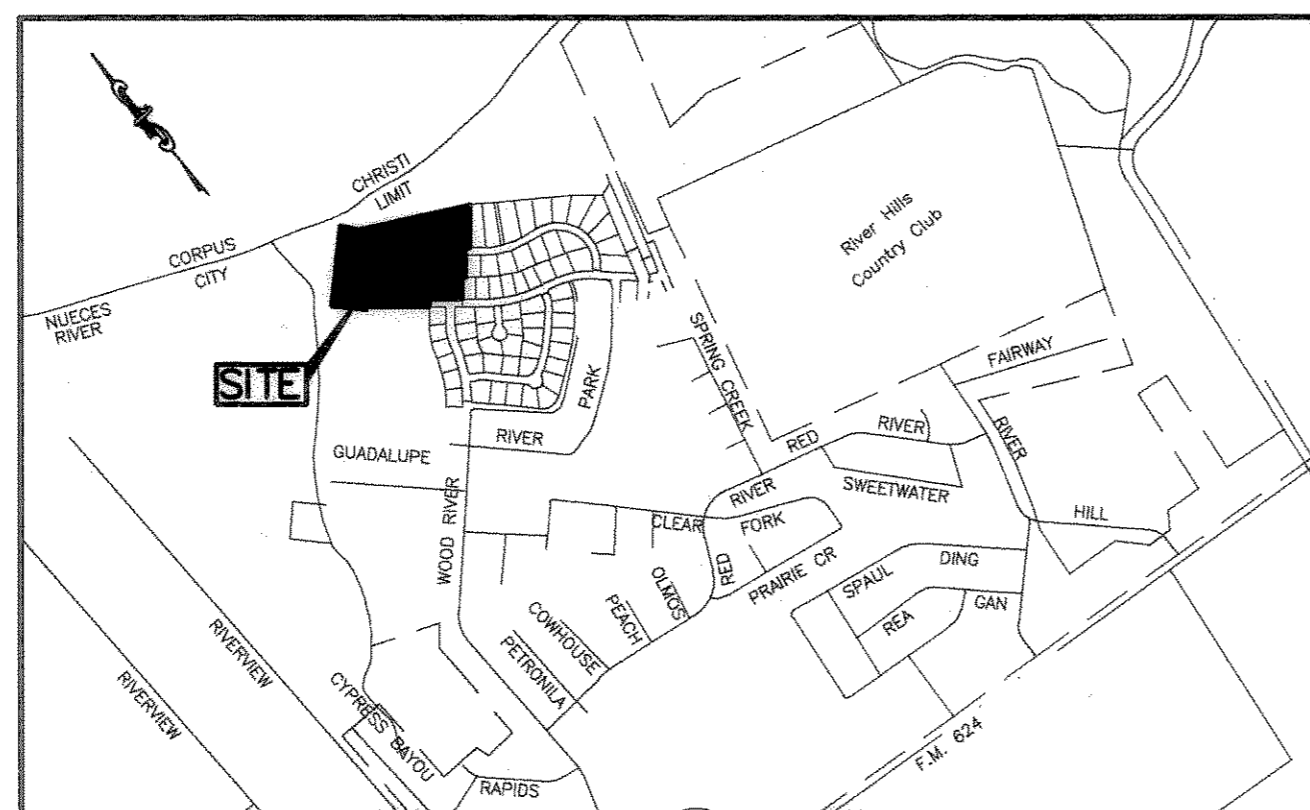 CHRISTI
LIMIT
CORPUS
CITY
NUECES
RIVER
River Hills
Country Club
SITE
SPRING CREEK
FAIRWAY
PARK
RIVER
RED
RIVER
RIVER
GUADALUPE
SWEETWATER
RIVER
WOOD RIVER
CLEAR
FORK
HILL
RED
PRAIRIE CR
SPAUL
DING
OLMOS
PEACH
REA
GAN
COWHOUSE
PETRONILA
RIVERVIEW
RIVERVIEW
CYPRESS BAYOU
F.M. 624
RAPIDS